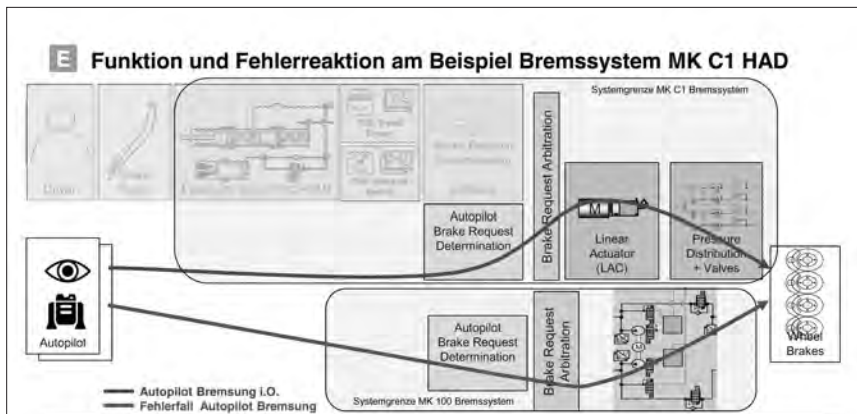 E Funktion und Fehlerreaktion am Beispiel Bremssystem MK C1 HAD
Systemgrenze MK C1 Bremssystem
Brake Request Arbitration
Autopilot
Brake Request
Determination
M
Linear
Actuator
(LAC)
Pressure
Distribution
+ Valves
Autopilot
Wheel
Brakes
Autopilot
Brake Request
Determination
Brake Request
Arbitration
M
Systemgrenze MK 100 Bremssystem
Autopilot Bremsung i.O.
Fehlerfall Autopilot Bremsung